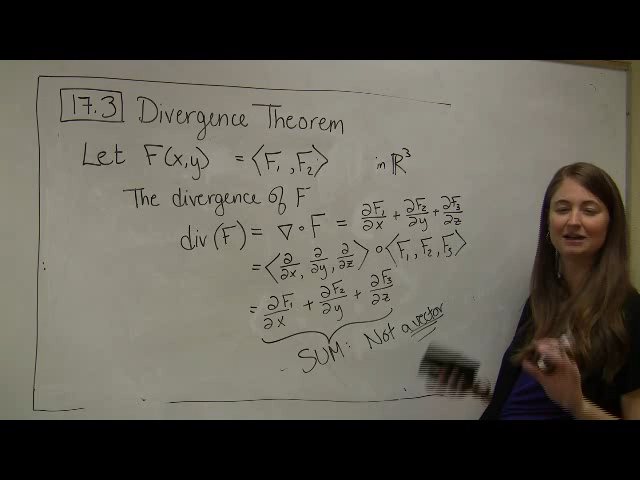 17.3 Divergence Theorem
Let F(x,y) = ⟨F₁, F₂⟩ in ℝ³
The divergence of F
div(F) = ∇∘F = ∂F₁/∂x + ∂F₂/∂y + ∂F₃/∂z
= ⟨∂/∂x, ∂/∂y, ∂/∂z⟩ ∘ ⟨F₁, F₂, F₃⟩
= ∂F₁/∂x + ∂F₂/∂y + ∂F₃/∂z
SUM: Not a vector